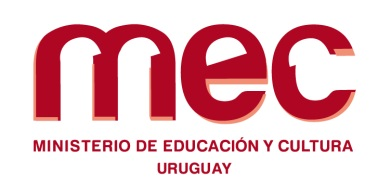 mec
MINISTERIO DE EDUCACIÓN Y CULTURA
URUGUAY